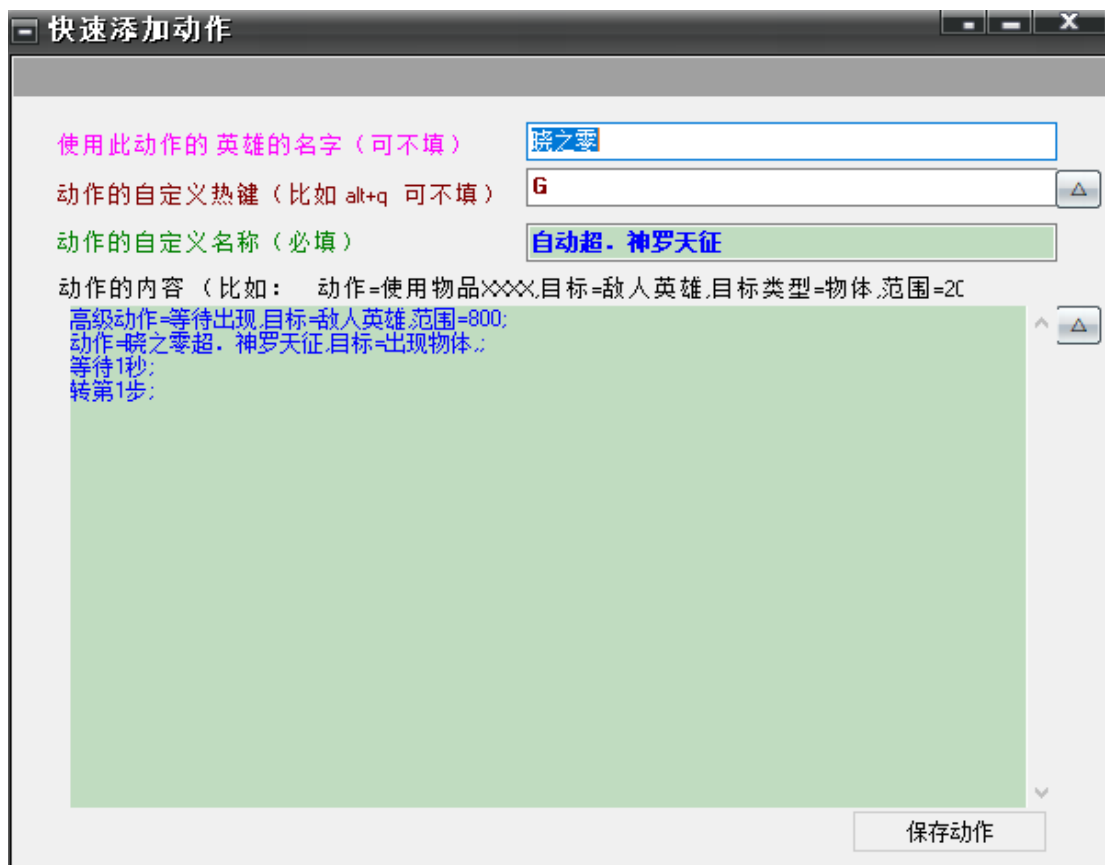 快速添加动作
使用此动作的 英雄的名字（可不填）
晓之零
动作的自定义热键（比如 alt+q 可不填）
G
动作的自定义名称（必填）
自动超．神罗天征
动作的内容 （比如： 动作=使用物品XXXX,目标=敌人英雄,目标类型=物体,范围=20
高级动作=等待出现,目标=敌人英雄,范围=800;
动作=晓之零超．神罗天征,目标=出现物体,;
等待1秒;
转第1步;
保存动作